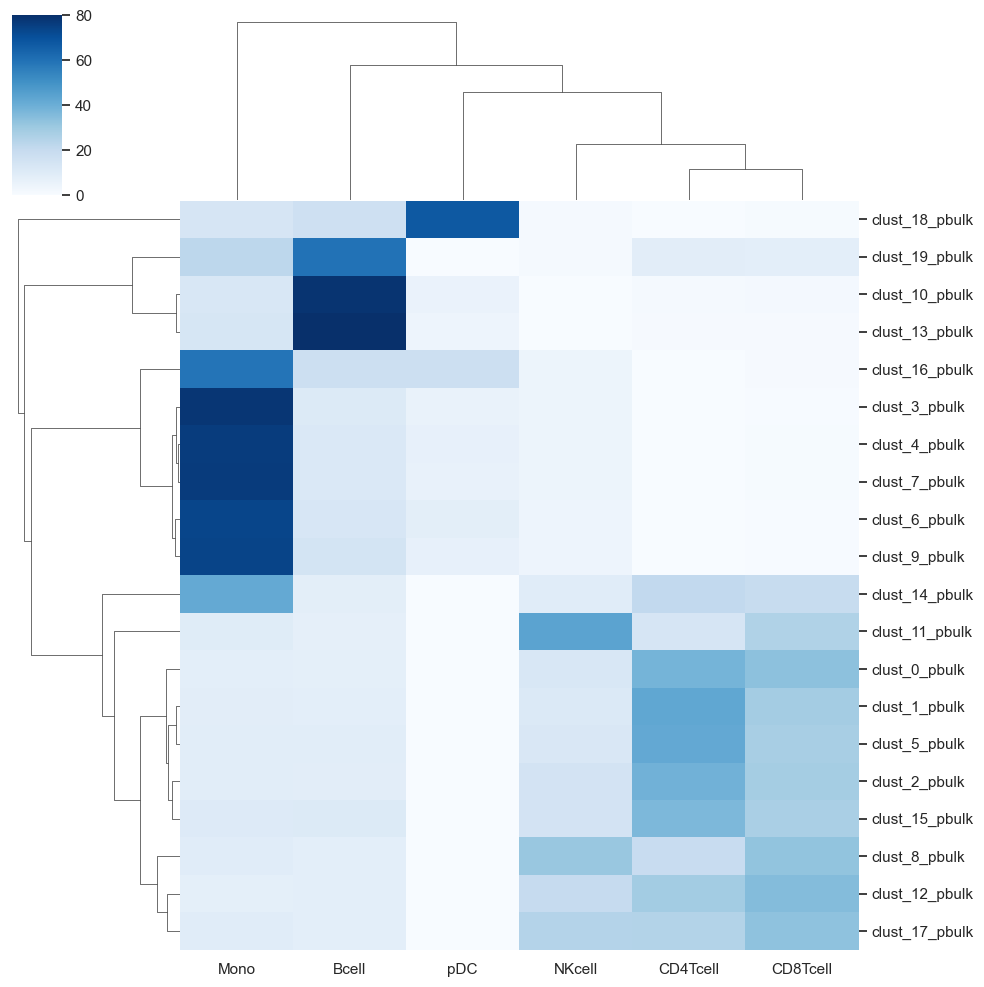 80
60
40
20
0
clust_18_pbulk
clust_19_pbulk
clust_10_pbulk
clust_13_pbulk
clust_16_pbulk
clust_3_pbulk
clust_4_pbulk
clust_7_pbulk
clust_6_pbulk
clust_9_pbulk
clust_14_pbulk
clust_11_pbulk
clust_0_pbulk
clust_1_pbulk
clust_5_pbulk
clust_2_pbulk
clust_15_pbulk
clust_8_pbulk
clust_12_pbulk
clust_17_pbulk
Mono Bcell pDC NKcell CD4Tcell CD8Tcell